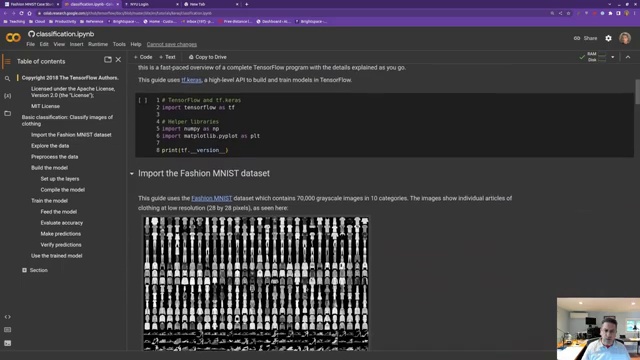 Fashion MNIST Case Stu
classification.ipynb
IVYU Login
New Tab
Teaching
Productivity
Reference
Brightspace
classification.ipynb
File Edit View Insert Runtime Tools Help Cannot save changes
Share
Table of contents
+ Code + Text Copy to Drive
RAM
Disk
Copyright 2018 The TensorFlow Authors.
Licensed under the Apache License, Version 2.0 (the "License");
MIT License
Basic classification: Classify images of clothing
Import the Fashion MNIST dataset
Explore the data
Preprocess the data
Build the model
Set up the layers
Compile the model
Train the model
Feed the model
Evaluate accuracy
Make predictions
Verify predictions
Use the trained model
Section
this is a fast-paced overview of a complete TensorFlow program with the details explained as you go.
This guide uses tf.keras, a high-level API to build and train models in TensorFlow.
[ ] 1 # TensorFlow and tf.keras
2 import tensorflow as tf
3
4 # Helper libraries
5 import numpy as np
6 import matplotlib.pyplot as plt
7
8 print(tf.__version__)
Import the Fashion MNIST dataset
This guide uses the Fashion MNIST dataset which contains 70,000 grayscale images in 10 categories. The images show individual articles of
clothing at low resolution (28 by 28 pixels), as seen here: